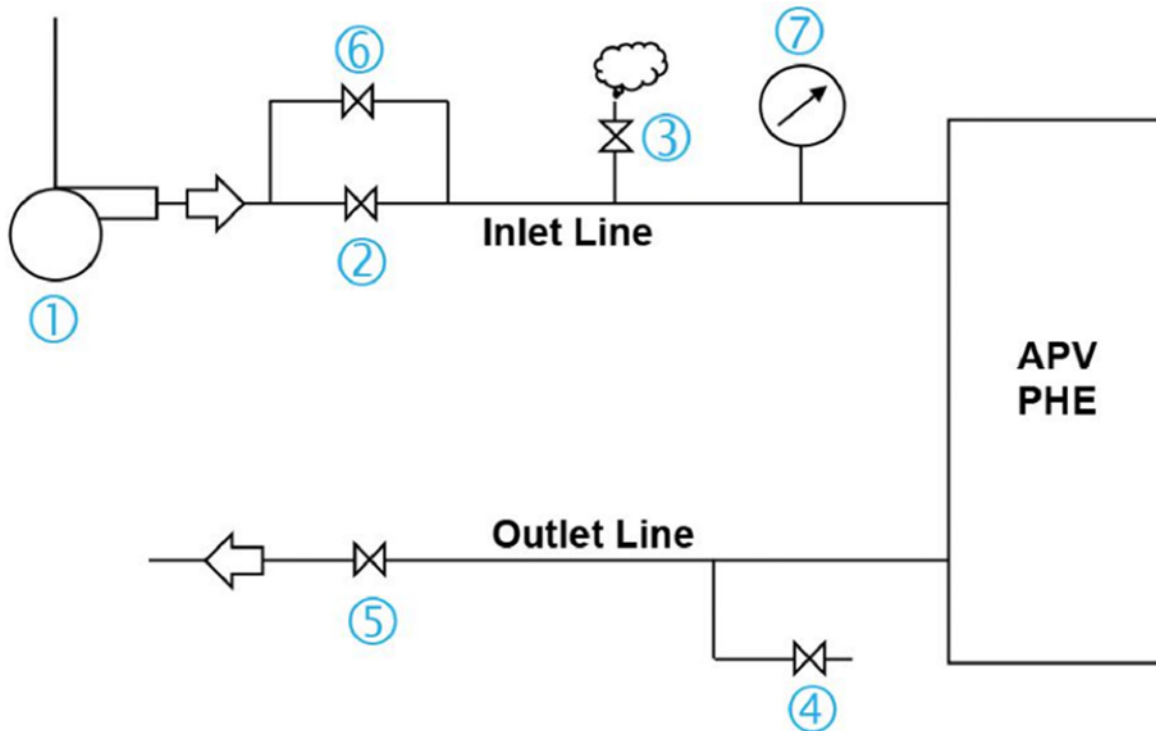 ⑥
⑦
③
Inlet Line
②
①
APV
PHE
Outlet Line
⑤
④